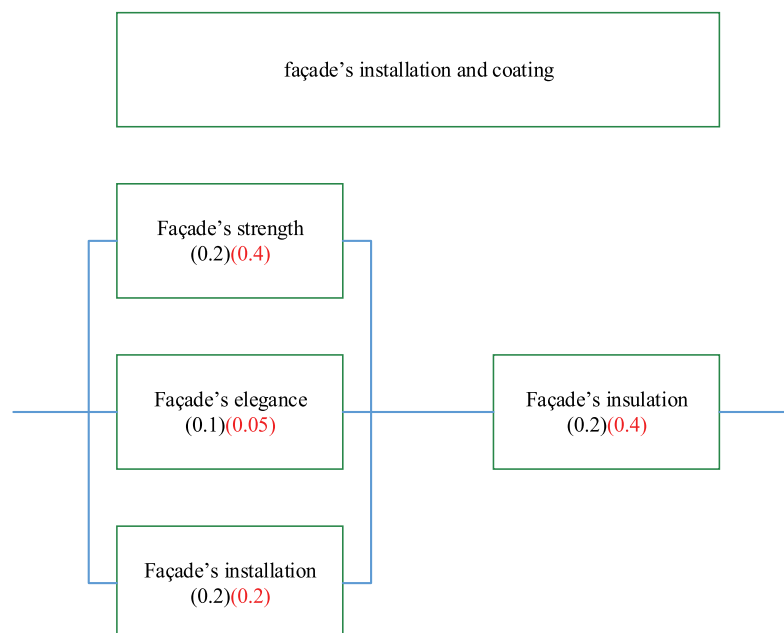 façade’s installation and coating
Façade’s strength
(0.2)(0.4)
Façade’s elegance
(0.1)(0.05)
Façade’s insulation
(0.2)(0.4)
Façade’s installation
(0.2)(0.2)